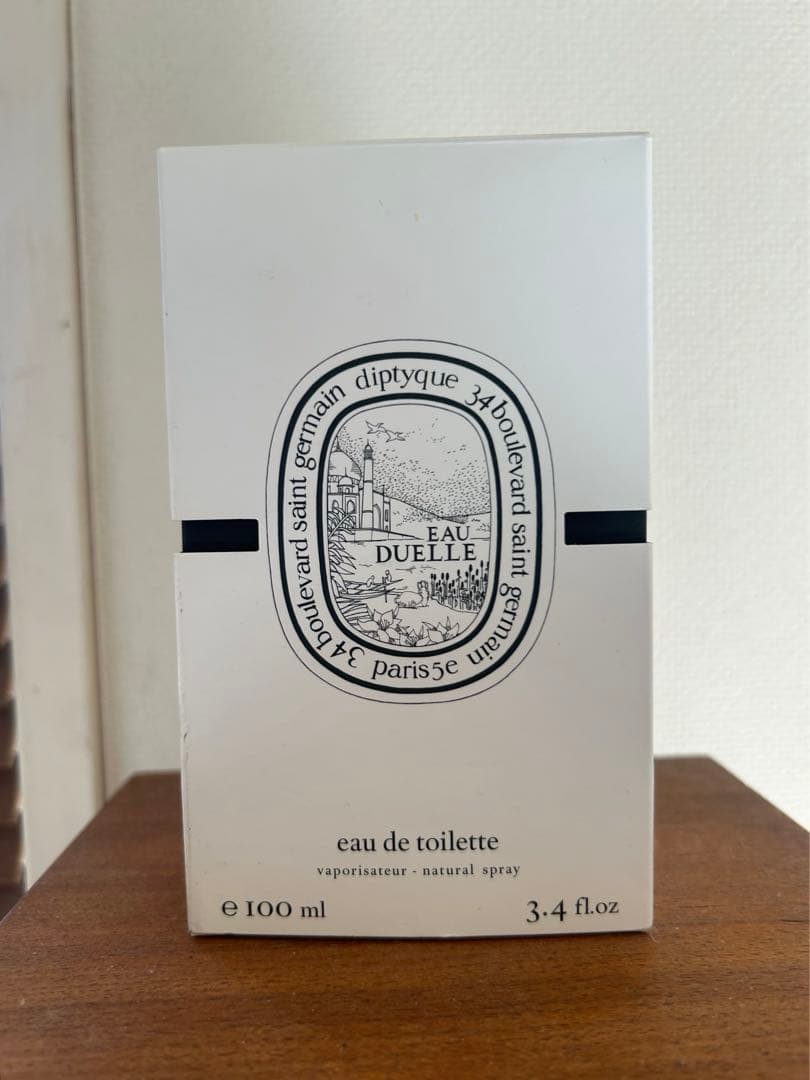 diptyque 34 boulevard saint germain paris 5e 34 boulevard saint germain
EAU
DUELLE
eau de toilette
vaporisateur - natural spray
e 100 ml
3.4 fl.oz